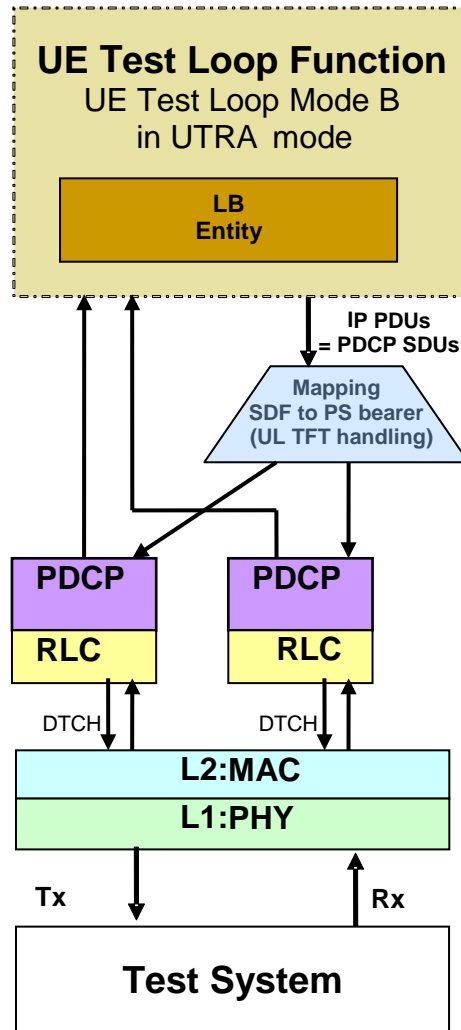 UE Test Loop Function
UE Test Loop Mode B
in UTRA mode
LB
Entity
IP PDUs
= PDCP SDUs
Mapping
SDF to PS bearer
(UL TFT handling)
PDCP
PDCP
RLC
RLC
DTCH
DTCH
L2:MAC
L1:PHY
Tx
Rx
Test System